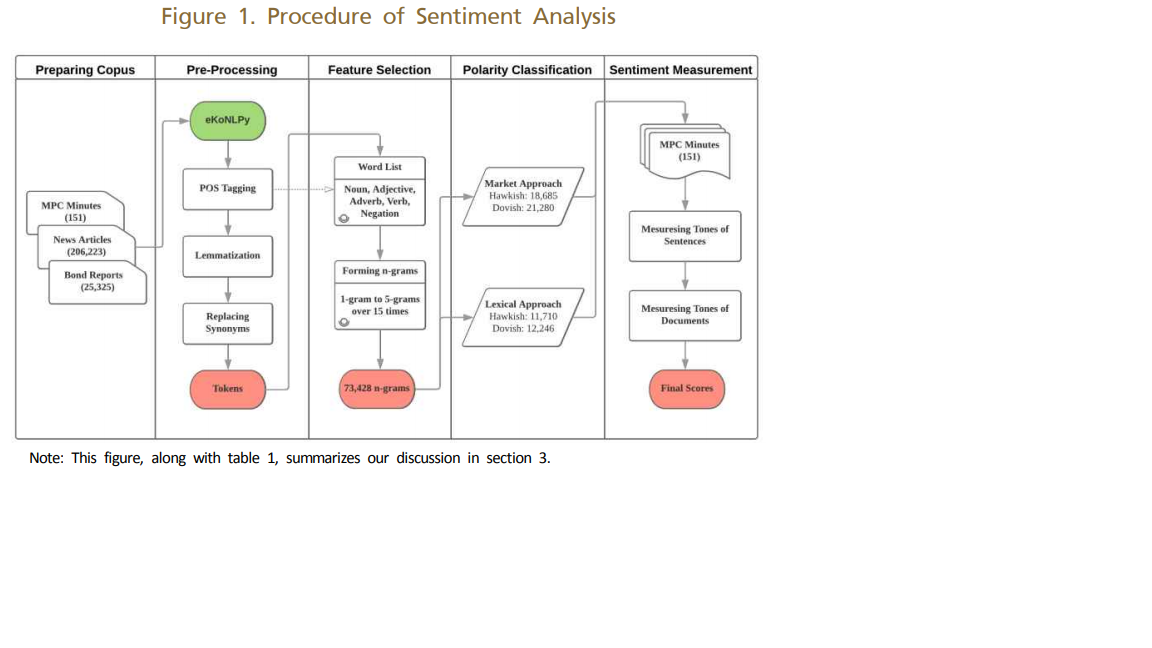 Figure 1. Procedure of Sentiment Analysis
Preparing Copus
Pre-Processing
Feature Selection
Polarity Classification
Sentiment Measurement
MPC Minutes
(151)
News Articles
(206,223)
Bond Reports
(25,325)
eKoNLPy
POS Tagging
Lemmatization
Replacing
Synonyms
Tokens
Word List
Noun, Adjective,
Adverb, Verb,
Negation
Forming n-grams
1-gram to 5-grams
over 15 times
73,428 n-grams
Market Approach
Hawkish: 18,685
Dovish: 21,280
Lexical Approach
Hawkish: 11,710
Dovish: 12,246
MPC Minutes
(151)
Mesuresing Tones of
Sentences
Mesuresing Tones of
Documents
Final Scores
Note: This figure, along with table 1, summarizes our discussion in section 3.